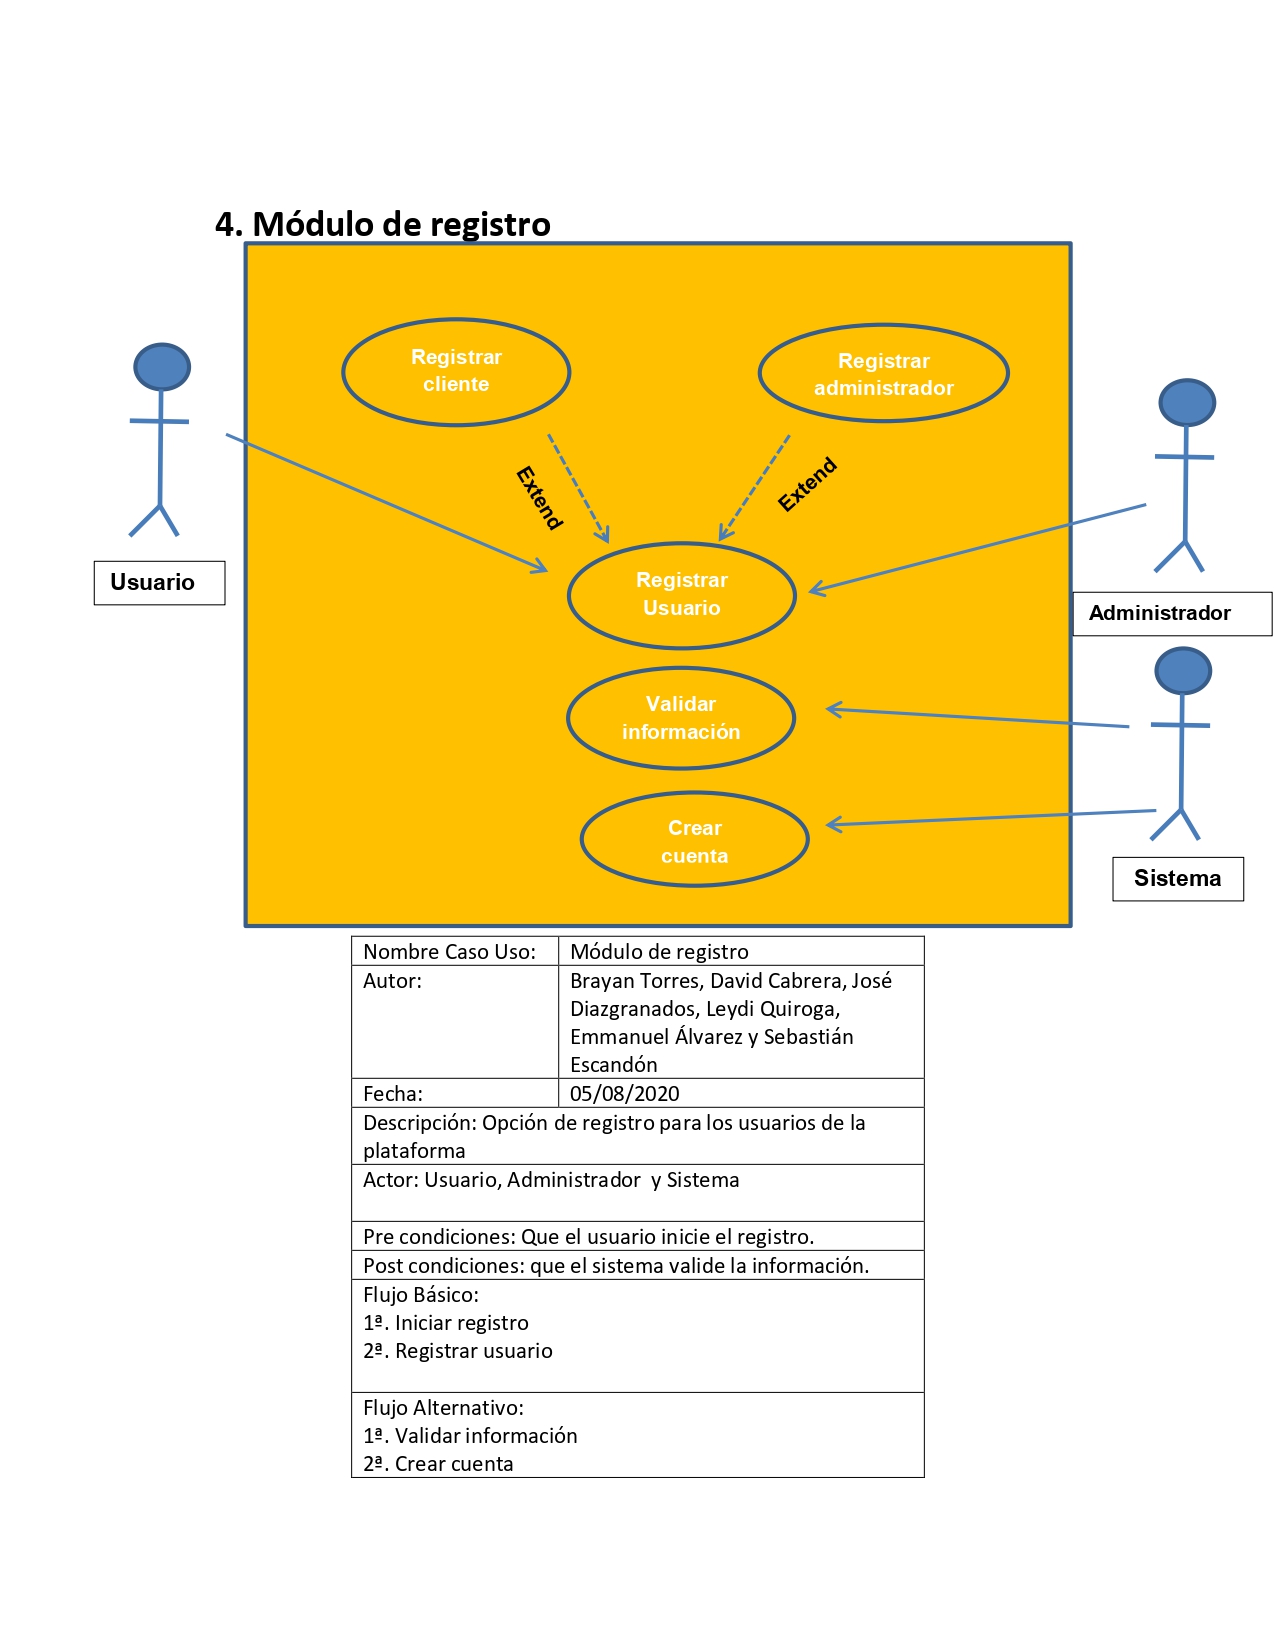 4. Módulo de registro
Registrar
cliente
Registrar
administrador
Extend
Extend
Usuario
Registrar
Usuario
Administrador
Validar
información
Crear
cuenta
Sistema
Nombre Caso Uso: Módulo de registro
Autor: Brayan Torres, David Cabrera, José
Diazgranados, Leydi Quiroga,
Emmanuel Álvarez y Sebastián
Escandón
Fecha: 05/08/2020
Descripción: Opción de registro para los usuarios de la
plataforma
Actor: Usuario, Administrador  y Sistema
Pre condiciones: Que el usuario inicie el registro.
Post condiciones: que el sistema valide la información.
Flujo Básico:
1ª. Iniciar registro
2ª. Registrar usuario
Flujo Alternativo:
1ª. Validar información
2ª. Crear cuenta